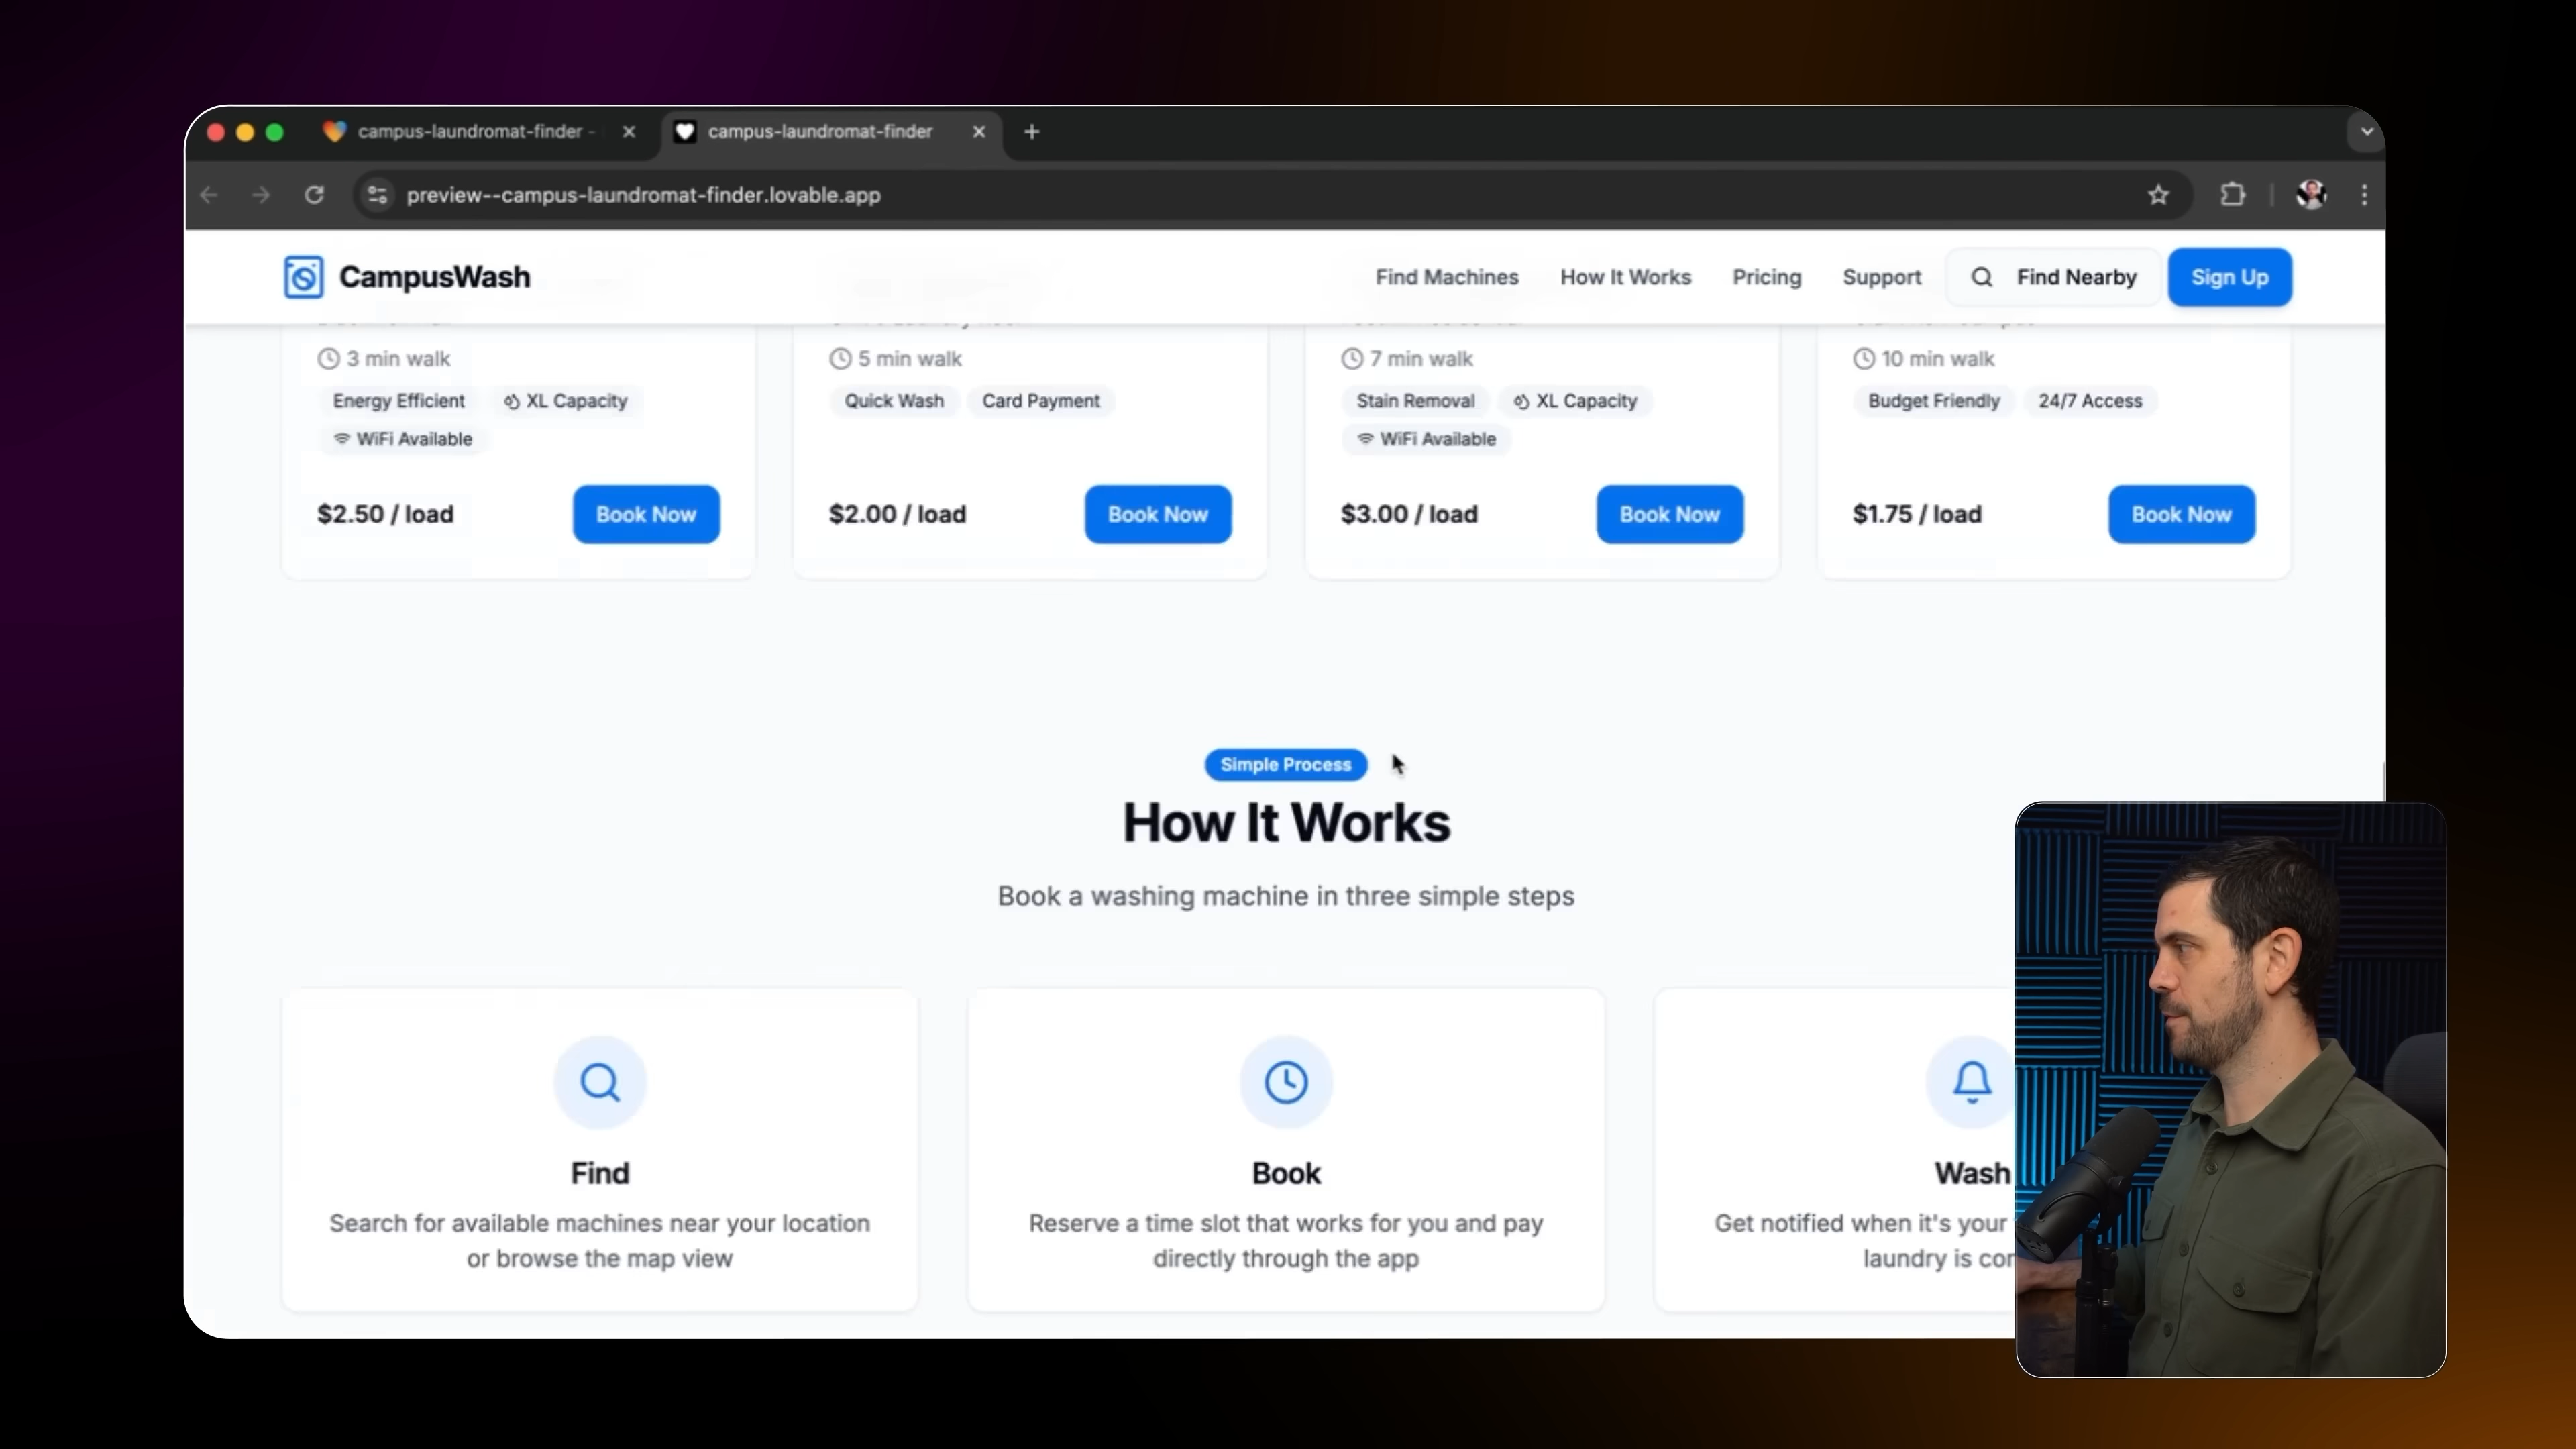 campus-laundromat-finder -
campus-laundromat-finder
preview--campus-laundromat-finder.lovable.app
CampusWash
Find Machines
How It Works
Pricing
Support
Find Nearby
Sign Up
3 min walk
Energy Efficient
XL Capacity
WiFi Available
$2.50 / load
Book Now
5 min walk
Quick Wash
Card Payment
$2.00 / load
Book Now
7 min walk
Stain Removal
XL Capacity
WiFi Available
$3.00 / load
Book Now
10 min walk
Budget Friendly
24/7 Access
$1.75 / load
Book Now
Simple Process
How It Works
Book a washing machine in three simple steps
Find
Search for available machines near your location
or browse the map view
Book
Reserve a time slot that works for you and pay
directly through the app
Wash
Get notified when it's your
laundry is